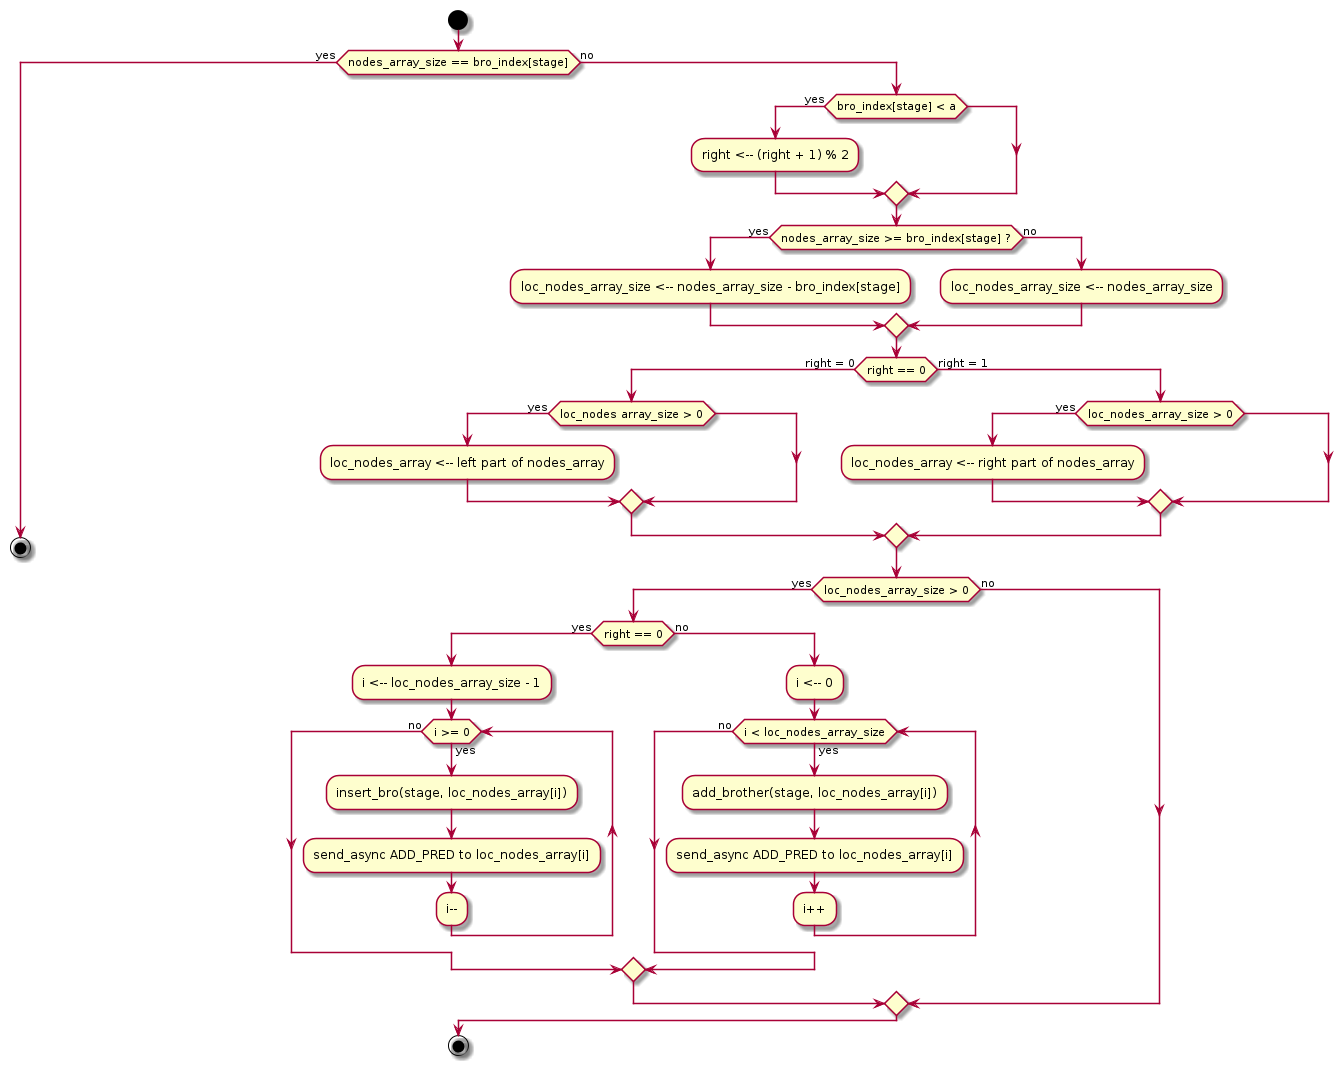 yes
nodes_array_size == bro_index[stage]
no
yes
bro_index[stage] < a
right <-- (right + 1) % 2
yes
nodes_array_size >= bro_index[stage] ?
no
loc_nodes_array_size <-- nodes_array_size - bro_index[stage]
loc_nodes_array_size <-- nodes_array_size
right = 0
right == 0
right = 1
yes
loc_nodes array_size > 0
yes
loc_nodes_array_size > 0
loc_nodes_array <-- left part of nodes_array
loc_nodes_array <-- right part of nodes_array
yes
loc_nodes_array_size > 0
no
yes
right == 0
no
i <-- loc_nodes_array_size - 1
i <-- 0
no
i >= 0
yes
no
i < loc_nodes_array_size
yes
insert_bro(stage, loc_nodes_array[i])
add_brother(stage, loc_nodes_array[i])
send_async ADD_PRED to loc_nodes_array[i]
send_async ADD_PRED to loc_nodes_array[i]
i--
i++